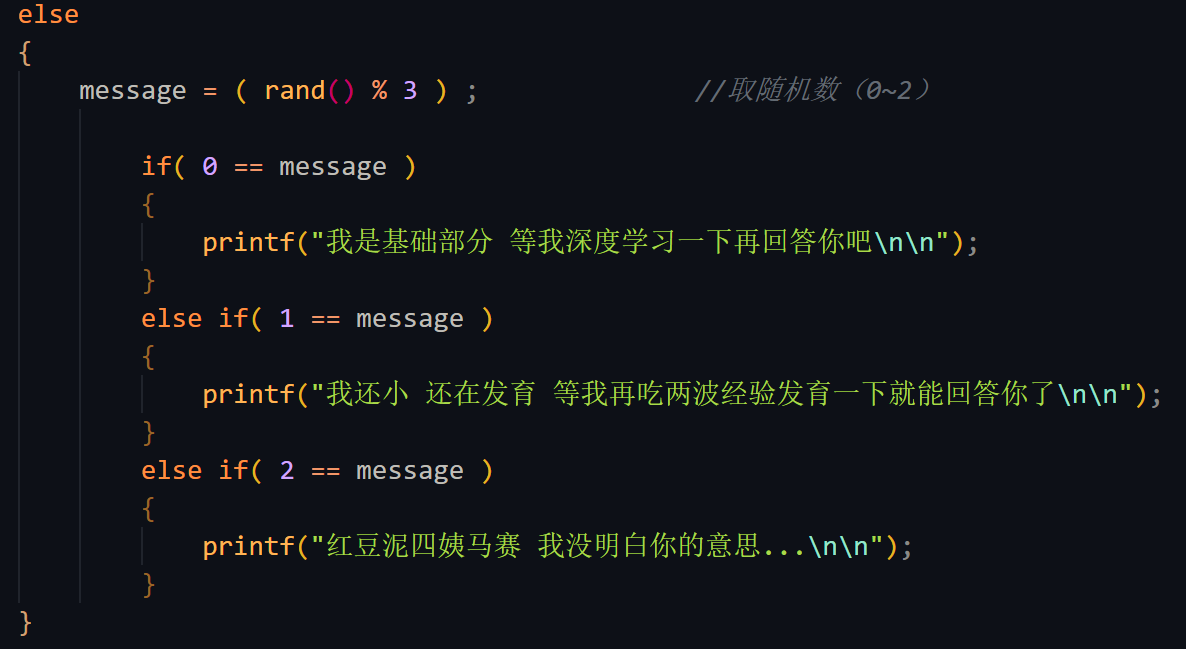 else
{
message = ( rand() % 3 ) ; //取随机数（0~2）
if( 0 == message )
{
printf("我是基础部分 等我深度学习一下再回答你吧\n\n");
}
else if( 1 == message )
{
printf("我还小 还在发育 等我再吃两波经验发育一下就能回答你了\n\n");
}
else if( 2 == message )
{
printf("红豆泥四姨马赛 我没明白你的意思...\n\n");
}
}